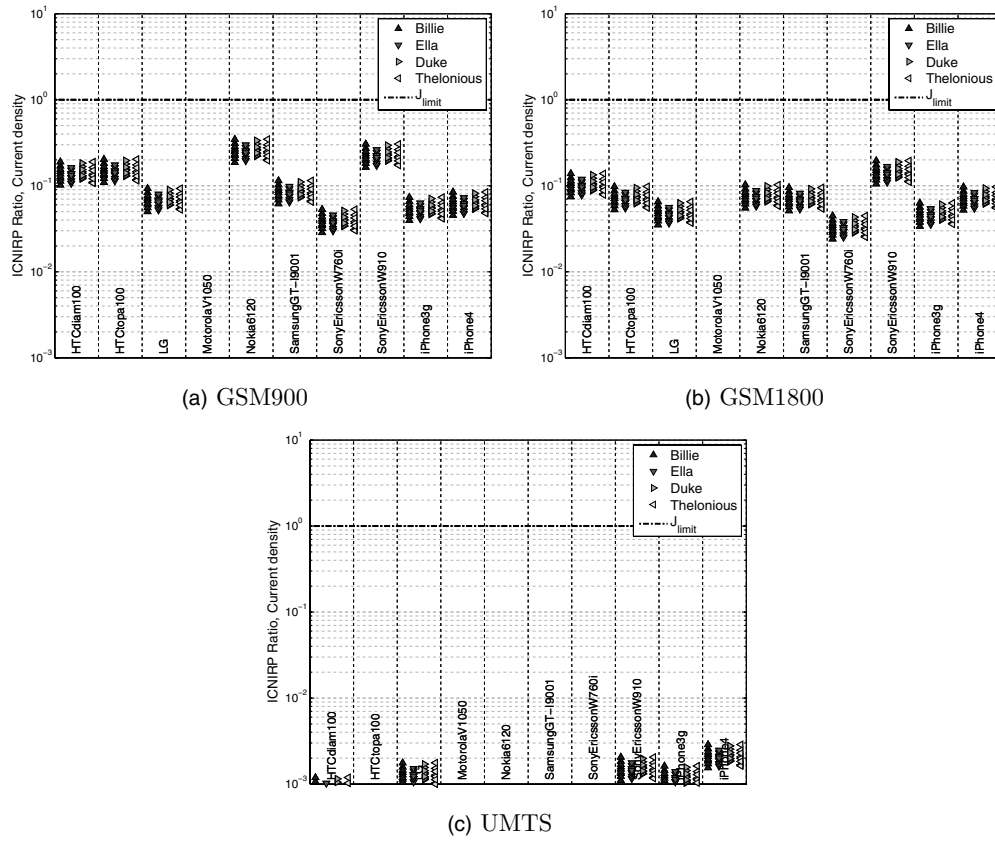 10^1
10^0
10^-1
10^-2
10^-3
ICNIRP Ratio, Current density
Billie
Ella
Duke
Thelonious
J_limit
HTCdiam100
HTCtopa100
LG
MotorolaV1050
Nokia6120
SamsungGT-I9001
SonyEricssonW760i
SonyEricssonW910
iPhone3g
iPhone4
(a) GSM900
10^1
10^0
10^-1
10^-2
10^-3
ICNIRP Ratio, Current density
Billie
Ella
Duke
Thelonious
J_limit
HTCdiam100
HTCtopa100
LG
MotorolaV1050
Nokia6120
SamsungGT-I9001
SonyEricssonW760i
SonyEricssonW910
iPhone3g
iPhone4
(b) GSM1800
10^1
10^0
10^-1
10^-2
10^-3
ICNIRP Ratio, Current density
Billie
Ella
Duke
Thelonious
J_limit
HTCdiam100
HTCtopa100
MotorolaV1050
Nokia6120
SamsungGT-I9001
SonyEricssonW760i
SonyEricssonW910
iPhone3g
iPhone4
(c) UMTS